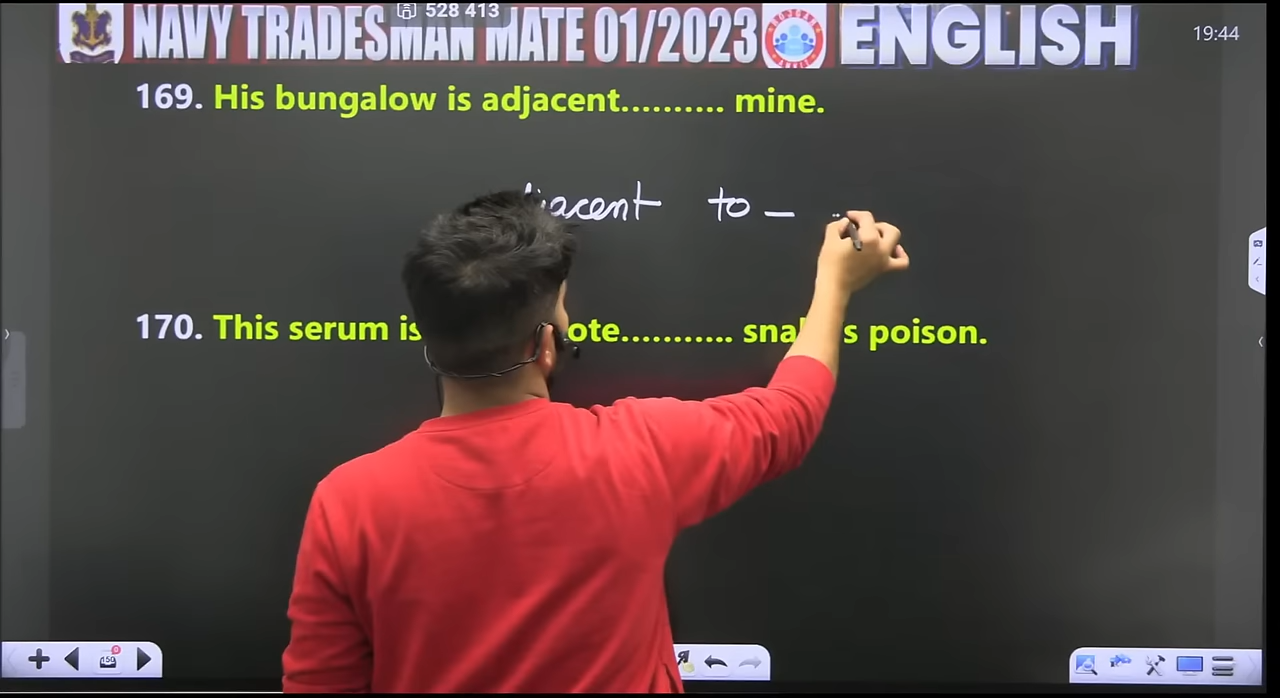 528 413
NAVY TRADESMAN MATE 01/2023 ENGLISH
19:44
169. His bungalow is adjacent.......... mine.
to –
170. This serum is ........... poison.
150